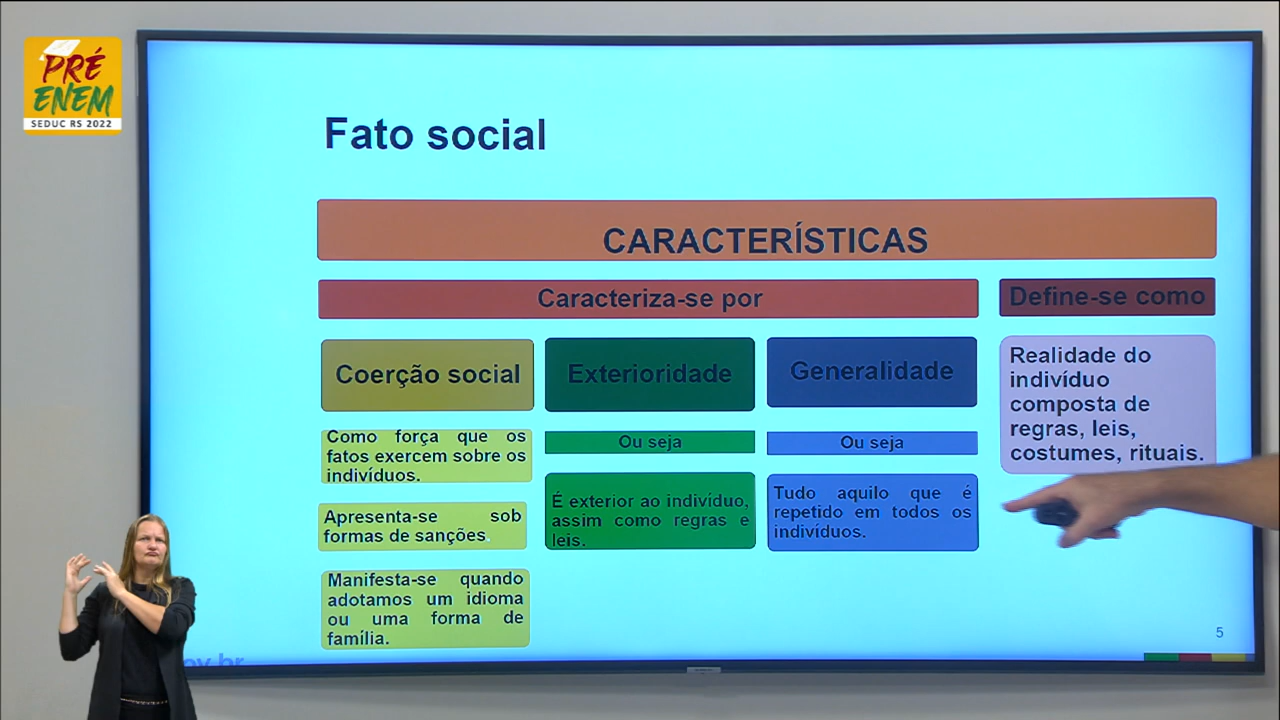 PRÉ
ENEM
SEDUC RS 2022
Fato social
CARACTERÍSTICAS
Caracteriza-se por
Define-se como
Coerção social
Exterioridade
Generalidade
Realidade do
indivíduo
composta de
regras, leis,
costumes, rituais.
Como força que os
fatos exercem sobre os
indivíduos.
Ou seja
Ou seja
Apresenta-se sob
formas de sanções.
É exterior ao indivíduo,
assim como regras e
leis.
Tudo aquilo que é
repetido em todos os
indivíduos.
Manifesta-se quando
adotamos um idioma
ou uma forma de
família.
5